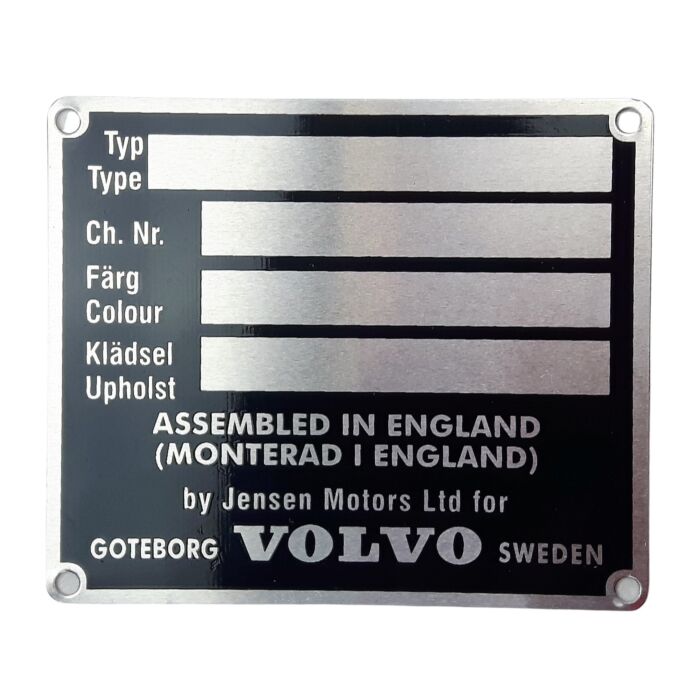 Typ
Type
Ch. Nr.
Färg
Colour
Klädsel
Upholst
ASSEMBLED IN ENGLAND
(MONTERAD I ENGLAND)
by Jensen Motors Ltd for
GOTEBORG VOLVO SWEDEN